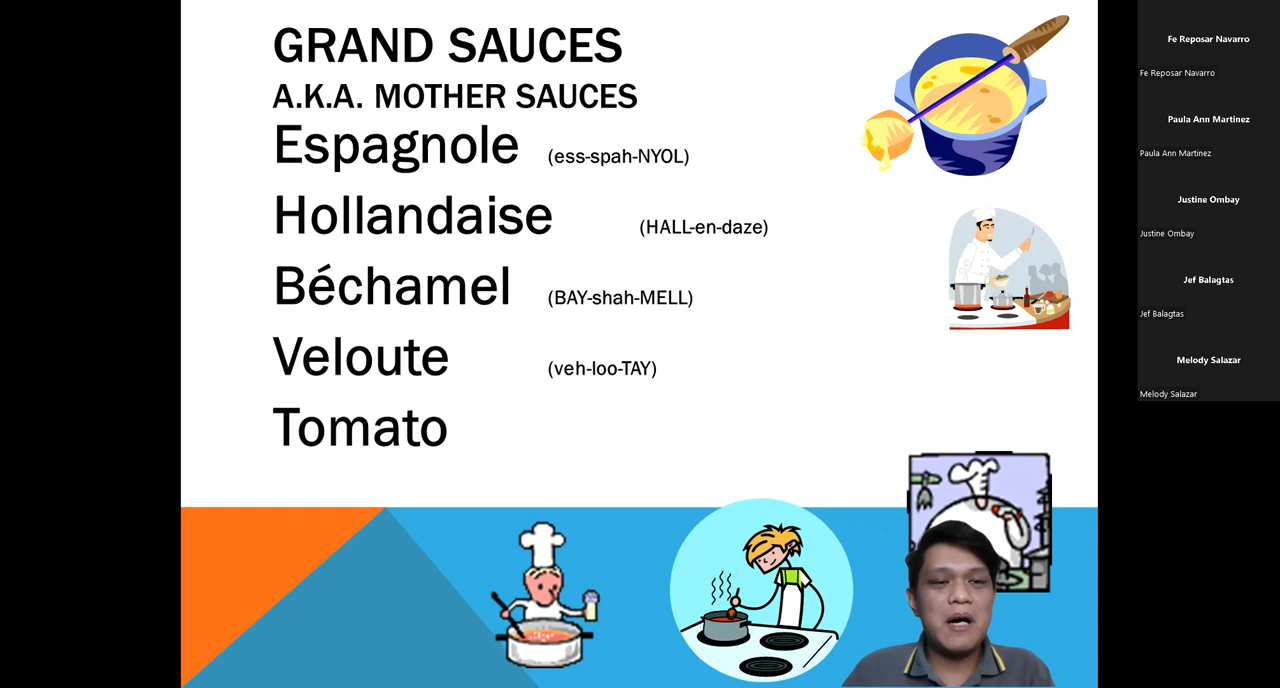 GRAND SAUCES
A.K.A. MOTHER SAUCES
Espagnole (ess-spah-NYOL)
Hollandaise (HALL-en-daze)
Béchamel (BAY-shah-MELL)
Veloute (veh-loo-TAY)
Tomato
Fe Reposar Navarro
Fe Reposar Navarro
Paula Ann Martinez
Paula Ann Martinez
Justine Ombay
Justine Ombay
Jef Balagtas
Jef Balagtas
Melody Salazar
Melody Salazar